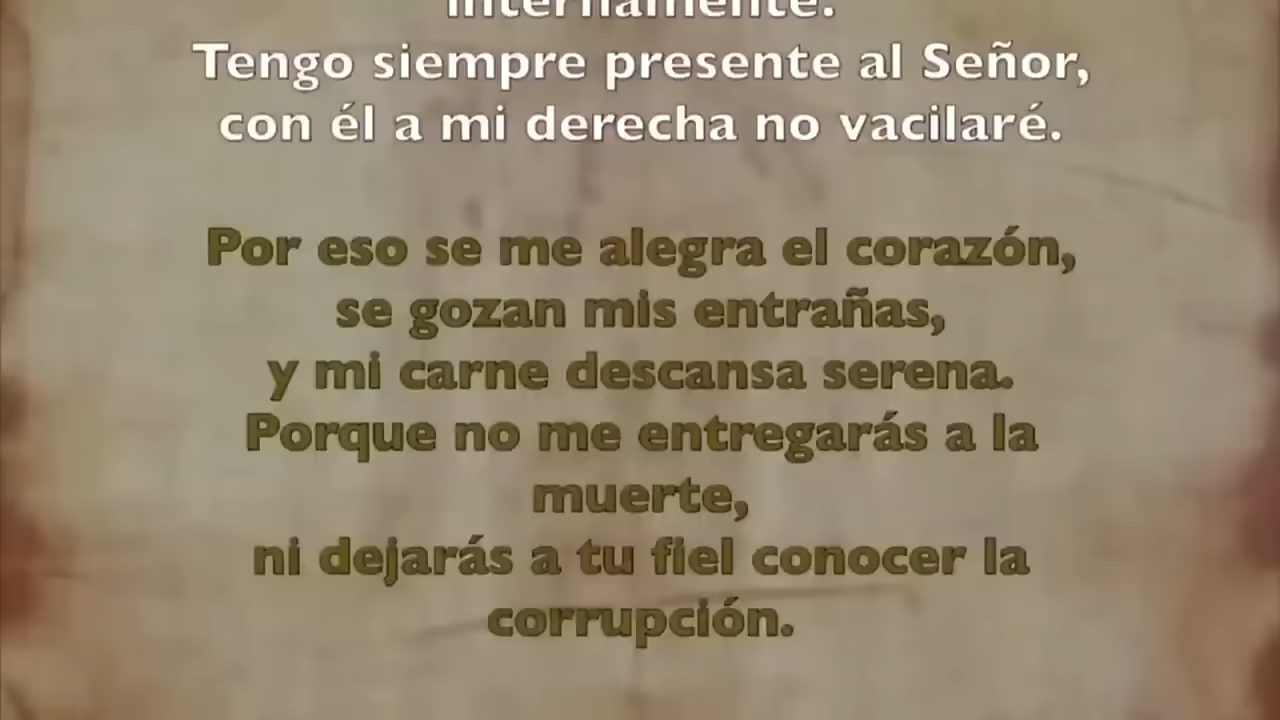 internamente.
Tengo siempre presente al Señor,
con él a mi derecha no vacilaré.
Por eso se me alegra el corazón,
se gozan mis entrañas,
y mi carne descansa serena.
Porque no me entregarás a la
muerte,
ni dejarás a tu fiel conocer la
corrupción.